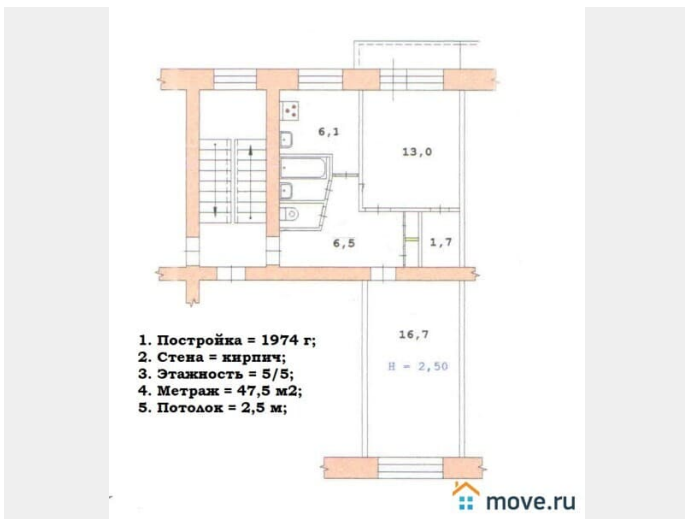 6,1
13,0
6,5
1,7
16,7
H = 2,50
1. Постройка = 1974 г;
2. Стена = кирпич;
3. Этажность = 5/5;
4. Метраж = 47,5 м2;
5. Потолок = 2,5 м;
move.ru